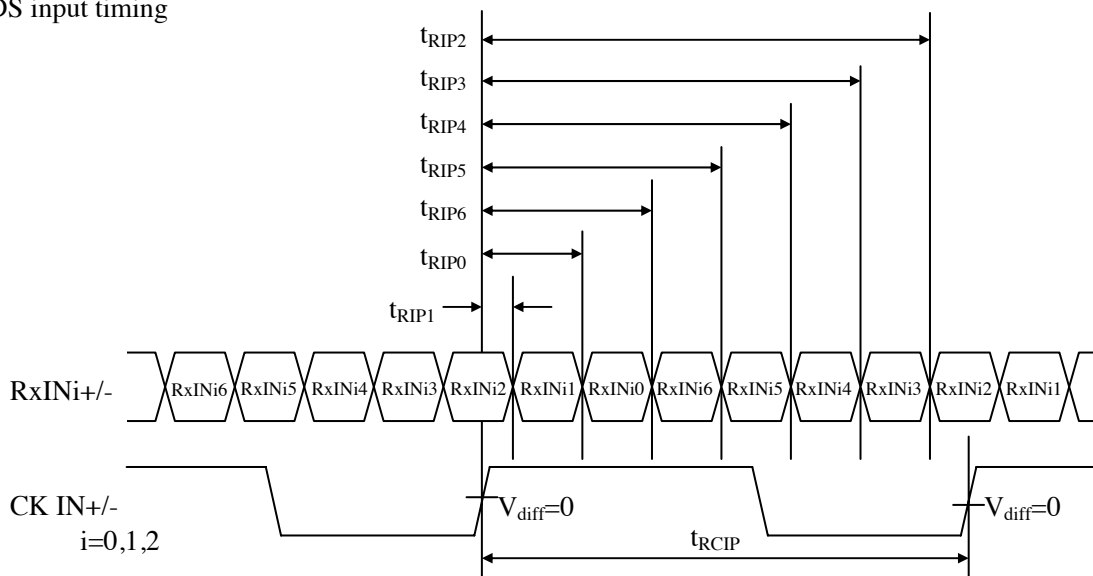 DS input timing
tRIP2
tRIP3
tRIP4
tRIP5
tRIP6
tRIP0
tRIP1
RxINi+/- RxINi6 RxINi5 RxINi4 RxINi3 RxINi2 RxINi1 RxINi0 RxINi6 RxINi5 RxINi4 RxINi3 RxINi2 RxINi1
CK IN+/- Vdiff=0 Vdiff=0
i=0,1,2 tRCIP